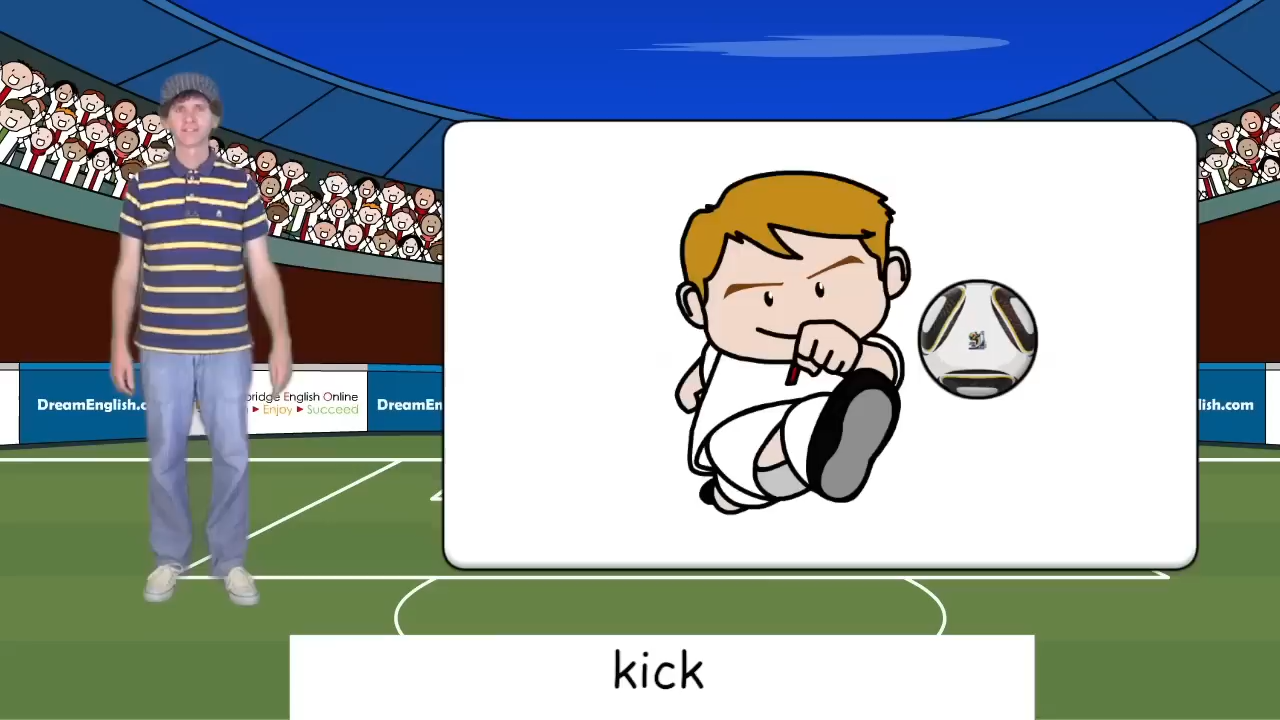 DreamEnglish.c
bridge English Online
Enjoy ▸ Succeed
DreamEn
lish.com
kick